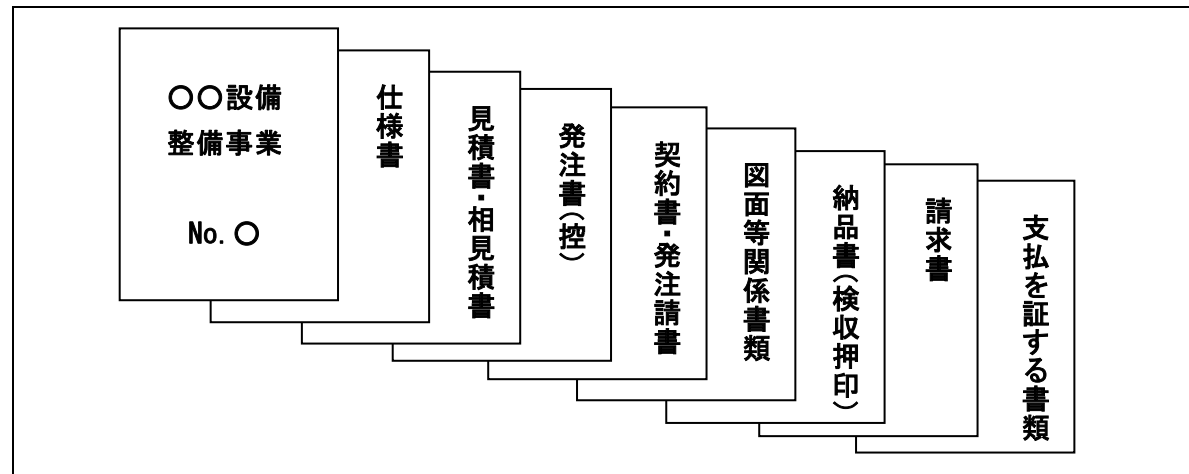 ○○設備
整備事業
No. ○
仕様書
見積書・相見積書
発注書（控）
契約書・発注請書
図面等関係書類
納品書（検収押印）
請求書
支払を証する書類